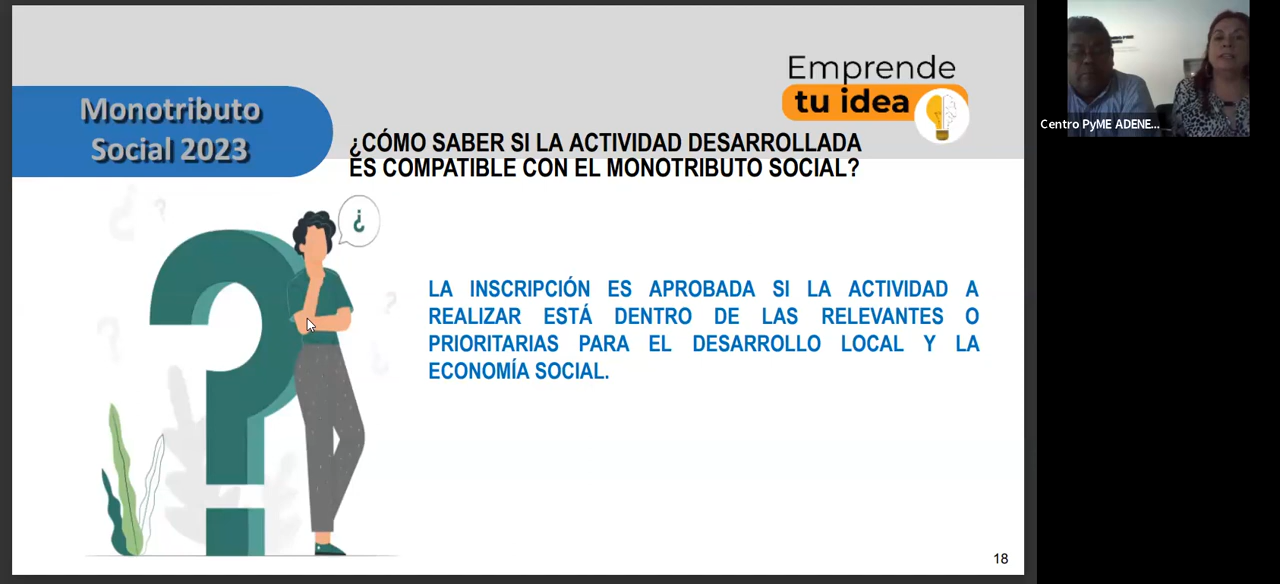 Emprende
tu idea
Monotributo
Social 2023
¿CÓMO SABER SI LA ACTIVIDAD DESARROLLADA
ES COMPATIBLE CON EL MONOTRIBUTO SOCIAL?
¿
LA INSCRIPCIÓN ES APROBADA SI LA ACTIVIDAD A
REALIZAR ESTÁ DENTRO DE LAS RELEVANTES O
PRIORITARIAS PARA EL DESARROLLO LOCAL Y LA
ECONOMÍA SOCIAL.
18
Centro PyME ADENE...